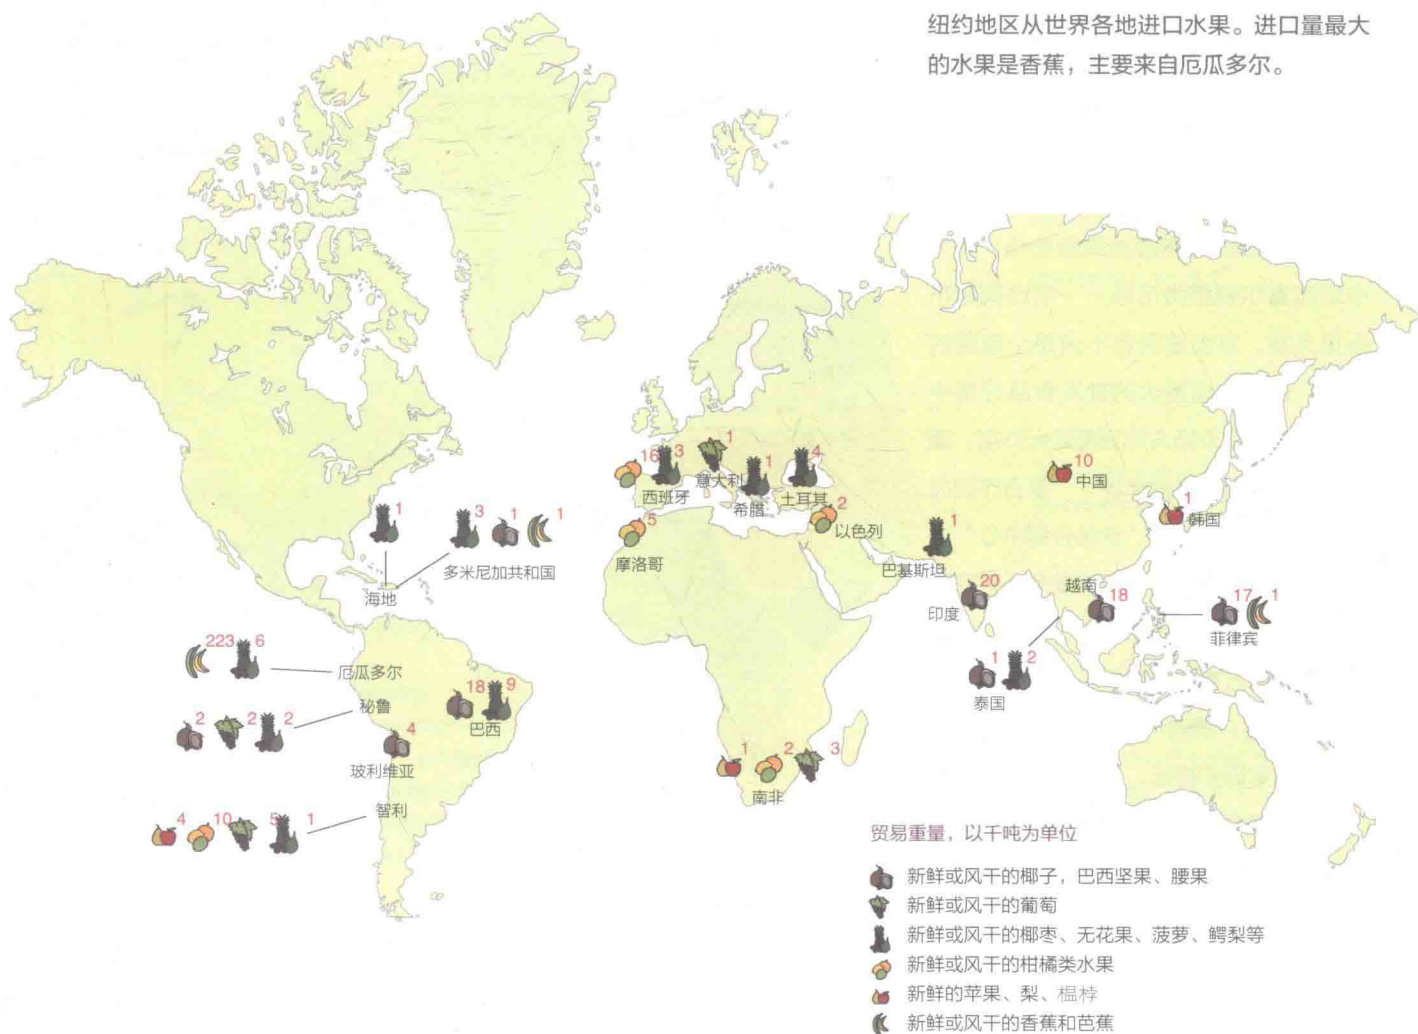 纽约地区从世界各地进口水果。进口量最大
的水果是香蕉，主要来自厄瓜多尔。
16 3 1 1 4
西班牙 意大利 希腊 土耳其
10
中国
1
韩国
5
摩洛哥
2
以色列
1
巴基斯坦
1
海地
3 1 1
多米尼加共和国
20
印度
越南
18
17 1
菲律宾
1 2
泰国
223 6
厄瓜多尔
秘鲁
2 2 2
18 9
巴西
4
玻利维亚
智利
4 10 5 1
1 2 3
南非
贸易重量，以千吨为单位
新鲜或风干的椰子，巴西坚果、腰果
新鲜或风干的葡萄
新鲜或风干的椰枣、无花果、菠萝、鳄梨等
新鲜或风干的柑橘类水果
新鲜的苹果、梨、榅桲
新鲜或风干的香蕉和芭蕉